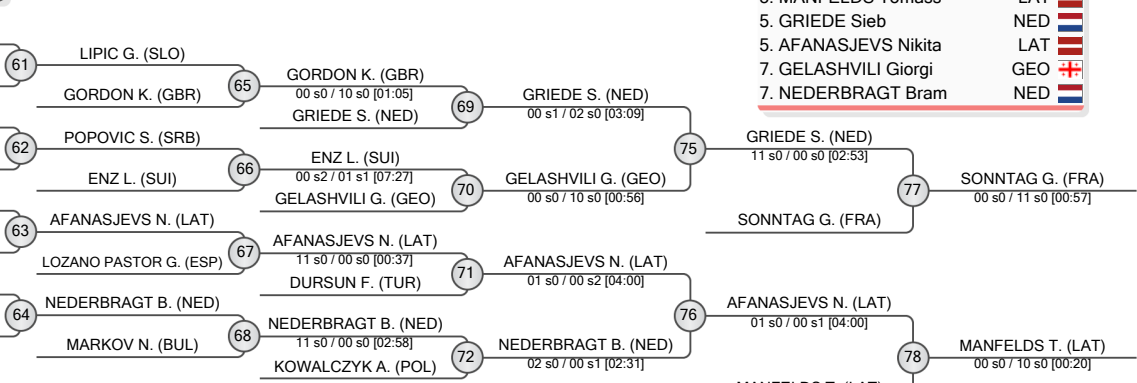 3. MANFELDS Tomass LAT
5. GRIEDE Sieb NED
5. AFANASJEVS Nikita LAT
7. GELASHVILI Giorgi GEO
7. NEDERBRAGT Bram NED
61
LIPIC G. (SLO)
GORDON K. (GBR)
65
62
POPOVIC S. (SRB)
ENZ L. (SUI)
66
63
AFANASJEVS N. (LAT)
LOZANO PASTOR G. (ESP)
67
64
NEDERBRAGT B. (NED)
MARKOV N. (BUL)
68
GORDON K. (GBR)
00 s0 / 10 s0 [01:05]
GRIEDE S. (NED)
69
ENZ L. (SUI)
00 s2 / 01 s1 [07:27]
GELASHVILI G. (GEO)
70
AFANASJEVS N. (LAT)
11 s0 / 00 s0 [00:37]
DURSUN F. (TUR)
71
NEDERBRAGT B. (NED)
11 s0 / 00 s0 [02:58]
KOWALCZYK A. (POL)
72
GRIEDE S. (NED)
00 s1 / 02 s0 [03:09]
GELASHVILI G. (GEO)
00 s0 / 10 s0 [00:56]
75
AFANASJEVS N. (LAT)
01 s0 / 00 s2 [04:00]
NEDERBRAGT B. (NED)
02 s0 / 00 s1 [02:31]
76
GRIEDE S. (NED)
11 s0 / 00 s0 [02:53]
SONNTAG G. (FRA)
77
AFANASJEVS N. (LAT)
01 s0 / 00 s1 [04:00]
MANFELDS T. (LAT)
78
SONNTAG G. (FRA)
00 s0 / 11 s0 [00:57]
MANFELDS T. (LAT)
00 s0 / 10 s0 [00:20]